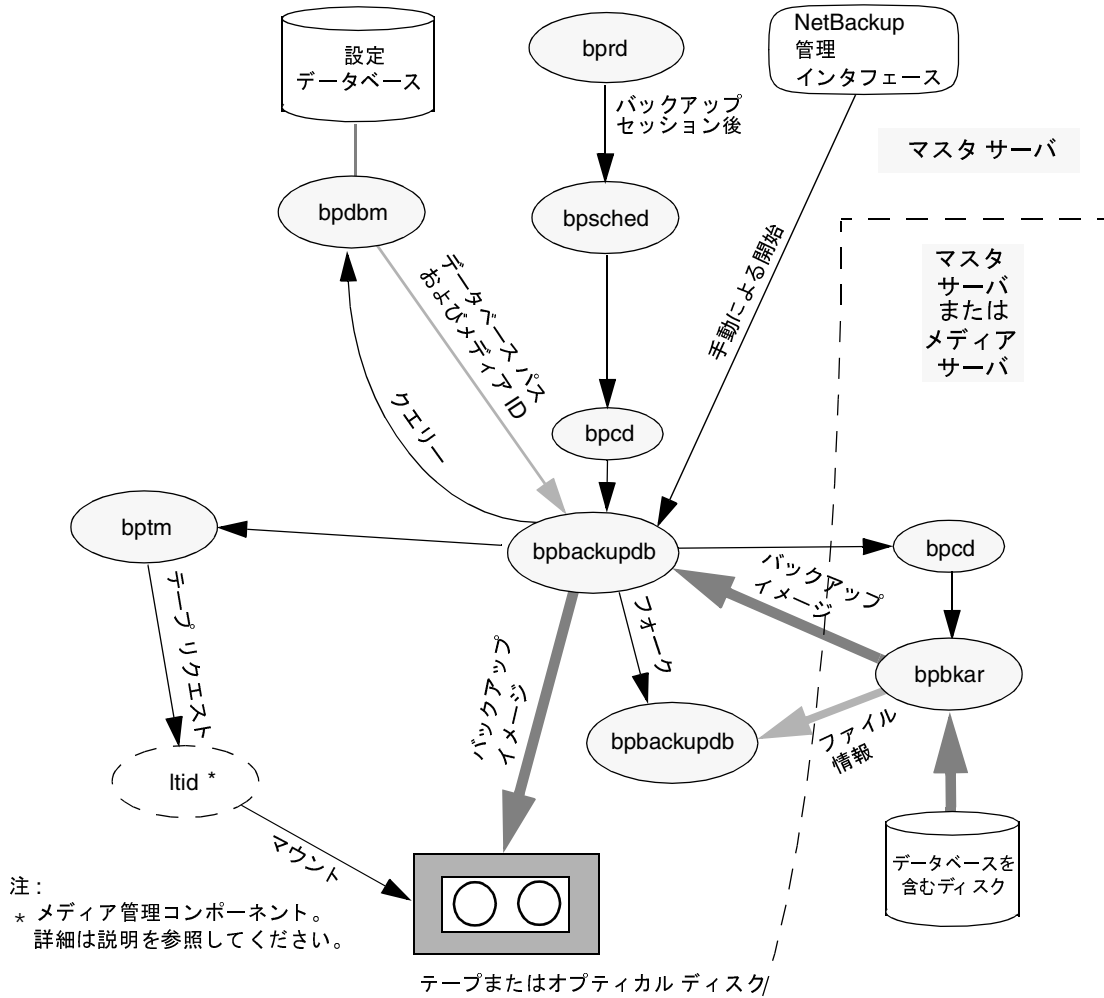 設定
データベース
bprd
NetBackup
管理
インタフェース
バックアップ
セッション後
マスタ サーバ
bpdbm
bpsched
手動による開始
マスタ
サーバ
または
メディア
サーバ
データベース パス
およびメディア ID
クエリー
bpcd
bptm
bpbackupdb
bpcd
バックアップ
イメージ
テープ リクエスト
バックアップ
イメージ
フォーク
bpbkar
bpbackupdb
ファイル
情報
ltid *
マウント
データベースを
含むディスク
注 :
* メディア管理コンポーネント。
詳細は説明を参照してください。
テープまたはオプティカル ディスク